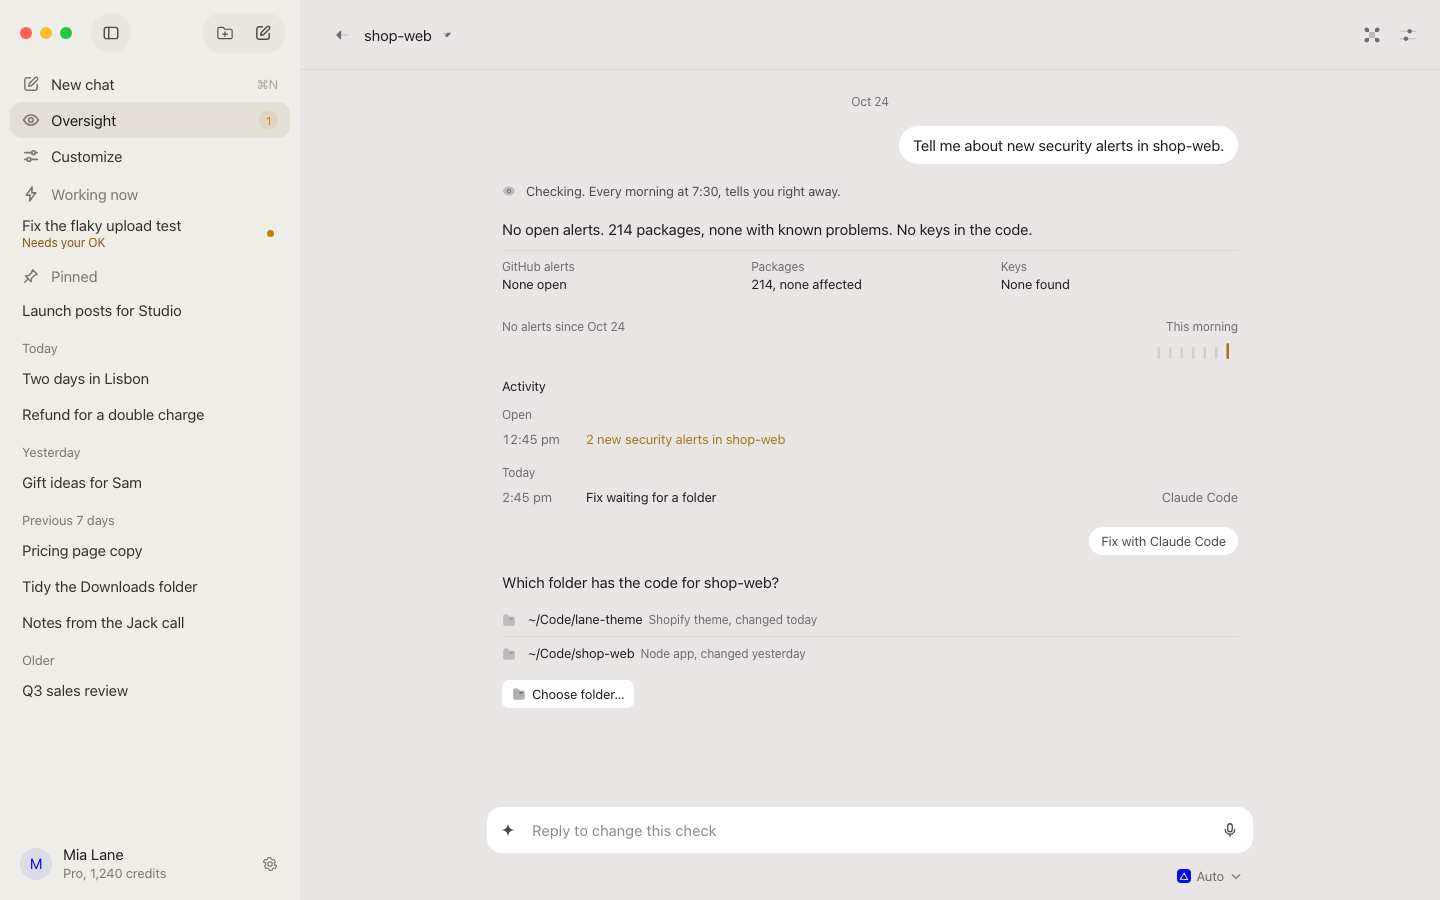 New chat
⌘N
Oversight
1
Customize
Working now
Fix the flaky upload test
Needs your OK
Pinned
Launch posts for Studio
Today
Two days in Lisbon
Refund for a double charge
Yesterday
Gift ideas for Sam
Previous 7 days
Pricing page copy
Tidy the Downloads folder
Notes from the Jack call
Older
Q3 sales review
M
Mia Lane
Pro, 1,240 credits
shop-web
Oct 24
Tell me about new security alerts in shop-web.
Checking. Every morning at 7:30, tells you right away.
No open alerts. 214 packages, none with known problems. No keys in the code.
GitHub alerts Packages Keys
None open 214, none affected None found
No alerts since Oct 24 This morning
Activity
Open
12:45 pm 2 new security alerts in shop-web
Today
2:45 pm Fix waiting for a folder Claude Code
Fix with Claude Code
Which folder has the code for shop-web?
~/Code/lane-theme Shopify theme, changed today
~/Code/shop-web Node app, changed yesterday
Choose folder...
Reply to change this check
Auto